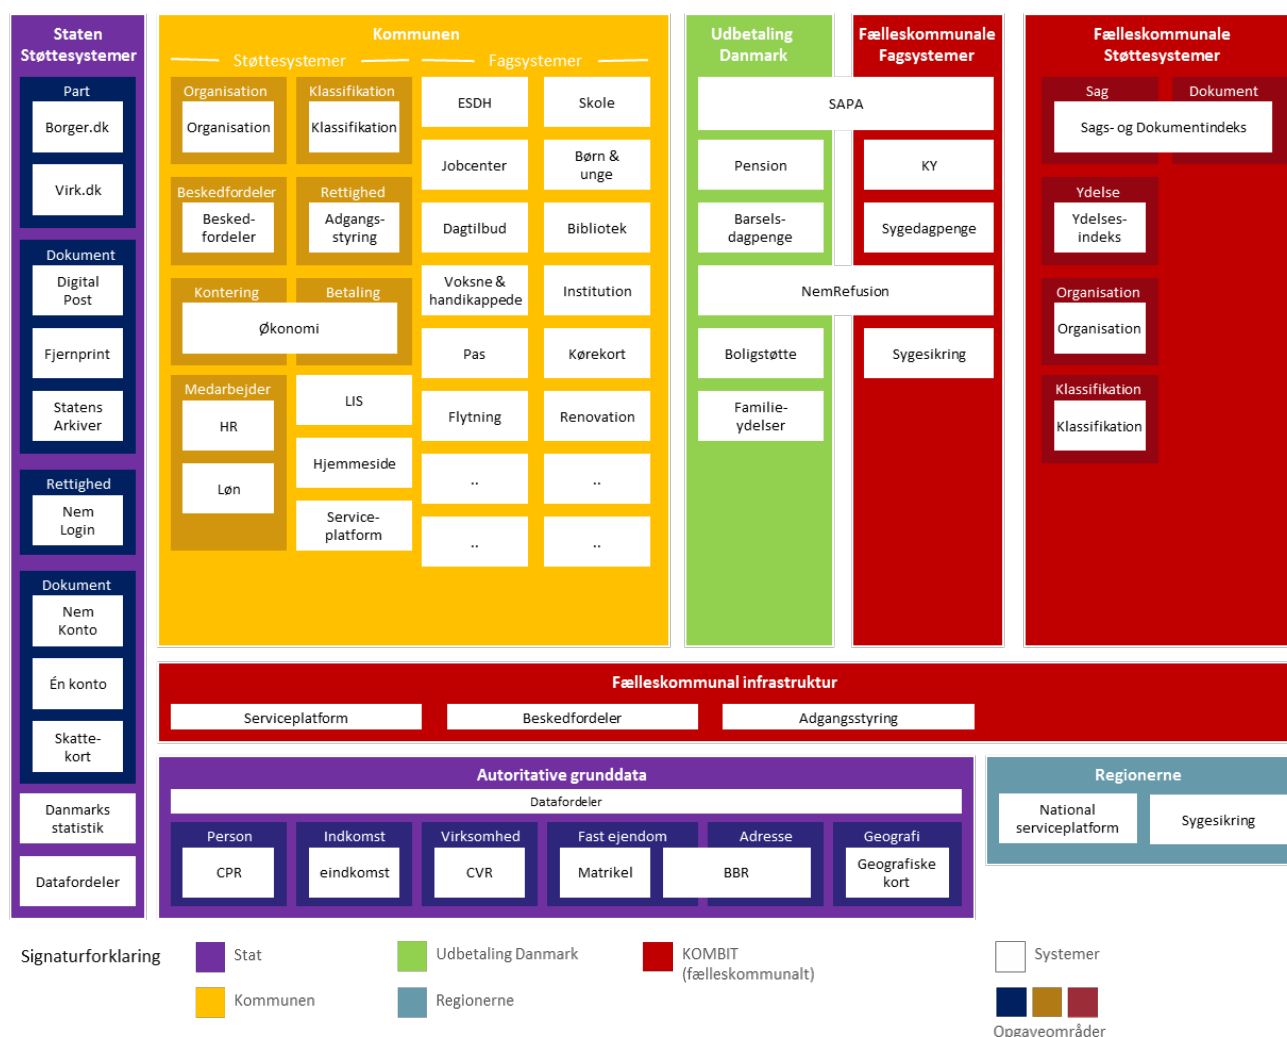 Staten
Støttesystemer
Part
Borger.dk
Virk.dk
Dokument
Digital
Post
Fjernprint
Statens
Arkiver
Rettighed
Nem
Login
Dokument
Nem
Konto
Én konto
Skatte-
kort
Danmarks
statistik
Datafordeler
Kommunen
Støttesystemer
Organisation
Organisation
Klassifikation
Klassifikation
Beskedfordeler
Besked-
fordeler
Rettighed
Adgangs-
styring
Kontering
Betaling
Økonomi
Medarbejder
HR
Løn
LIS
Hjemmeside
Service-
platform
Fagsystemer
ESDH
Skole
Jobcenter
Børn &
unge
Dagtilbud
Bibliotek
Voksne &
handikappede
Institution
Pas
Kørekort
Flytning
Renovation
..
..
..
..
Udbetaling
Danmark
Fælleskommunale
Fagsystemer
SAPA
Pension
KY
Barsels-
dagpenge
Sygedagpenge
NemRefusion
Boligstøtte
Sygesikring
Familie-
ydelser
Fælleskommunale
Støttesystemer
Sag
Dokument
Sags- og Dokumentindeks
Ydelse
Ydelses-
indeks
Organisation
Organisation
Klassifikation
Klassifikation
Fælleskommunal infrastruktur
Serviceplatform
Beskedfordeler
Adgangsstyring
Autoritative grunddata
Datafordeler
Person
CPR
Indkomst
eindkomst
Virksomhed
CVR
Fast ejendom
Matrikel
Adresse
BBR
Geografi
Geografiske
kort
Regionerne
National
serviceplatform
Sygesikring
Signaturforklaring
Stat
Kommunen
Udbetaling Danmark
Regionerne
KOMBIT
(fælleskommunalt)
Systemer
Opgaveområder